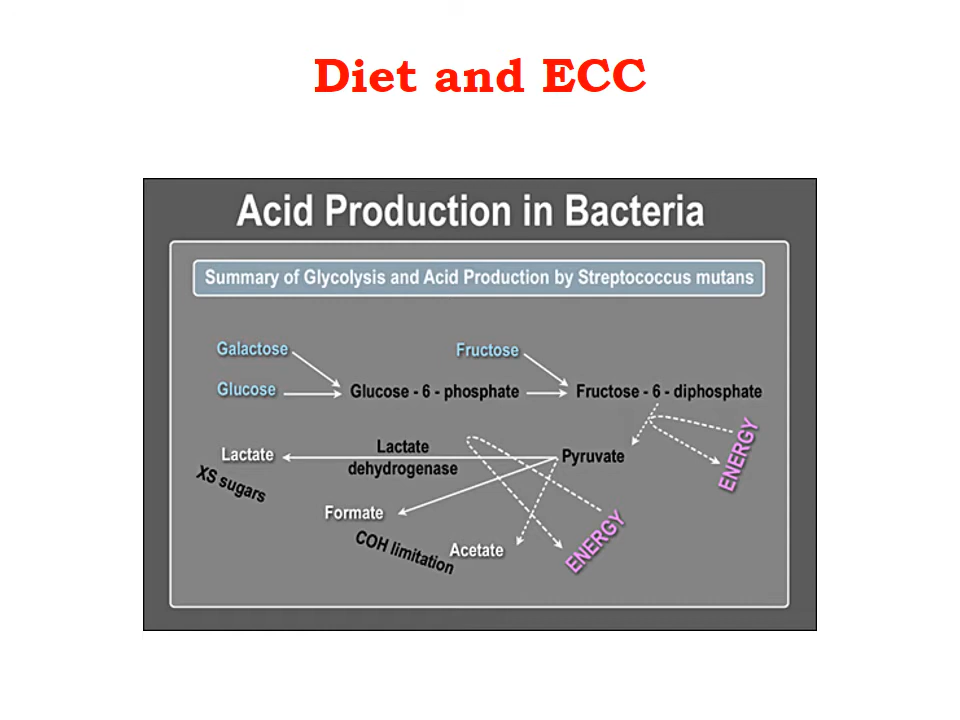 Diet and ECC
Acid Production in Bacteria
Summary of Glycolysis and Acid Production by Streptococcus mutans
Galactose
Fructose
Glucose
Glucose - 6 - phosphate
Fructose - 6 - diphosphate
ENERGY
Lactate
Lactate
dehydrogenase
Pyruvate
XS sugars
Formate
COH limitation
Acetate
ENERGY